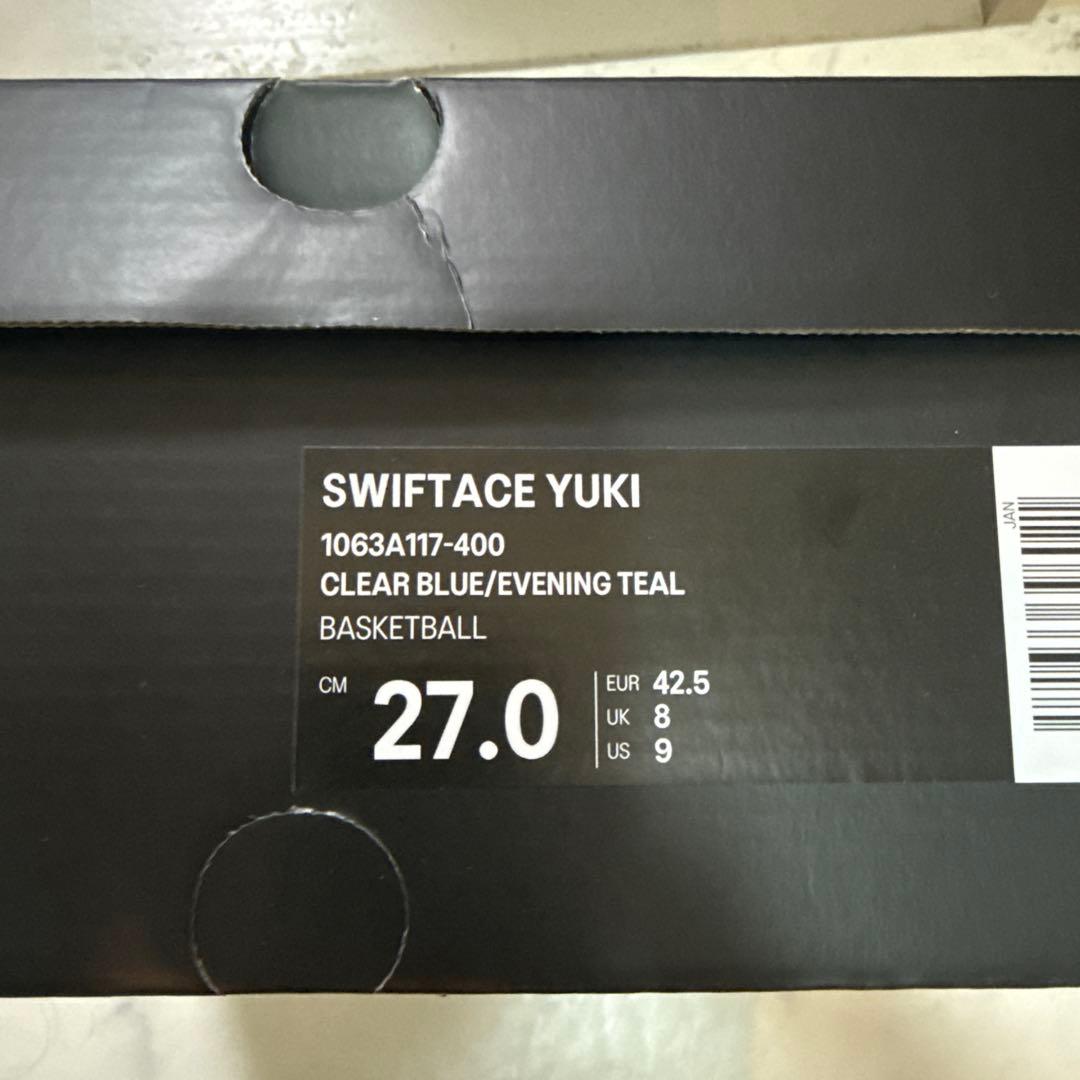 SWIFTACE YUKI
1063A117-400
CLEAR BLUE/EVENING TEAL
BASKETBALL
CM 27.0
EUR 42.5
UK 8
US 9
JAN